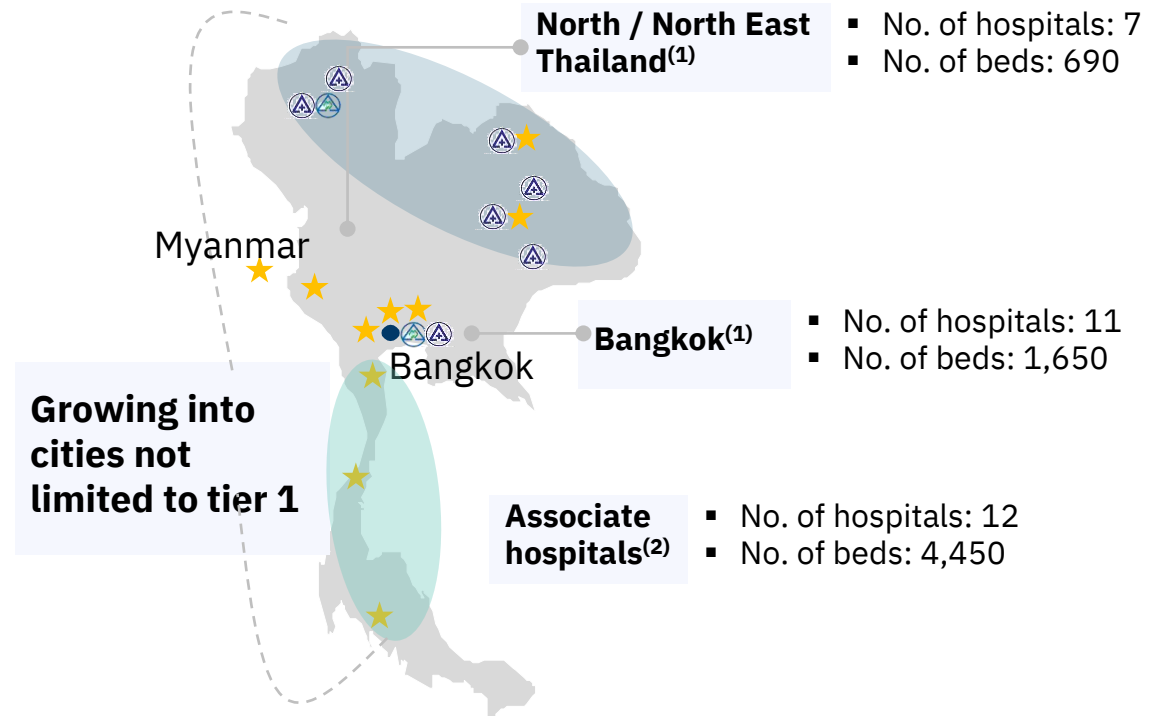 North / North East
Thailand(1)
▪ No. of hospitals: 7
▪ No. of beds: 690
Myanmar
Bangkok(1)
▪ No. of hospitals: 11
▪ No. of beds: 1,650
Bangkok
Growing into
cities not
limited to tier 1
Associate
hospitals(2)
▪ No. of hospitals: 12
▪ No. of beds: 4,450